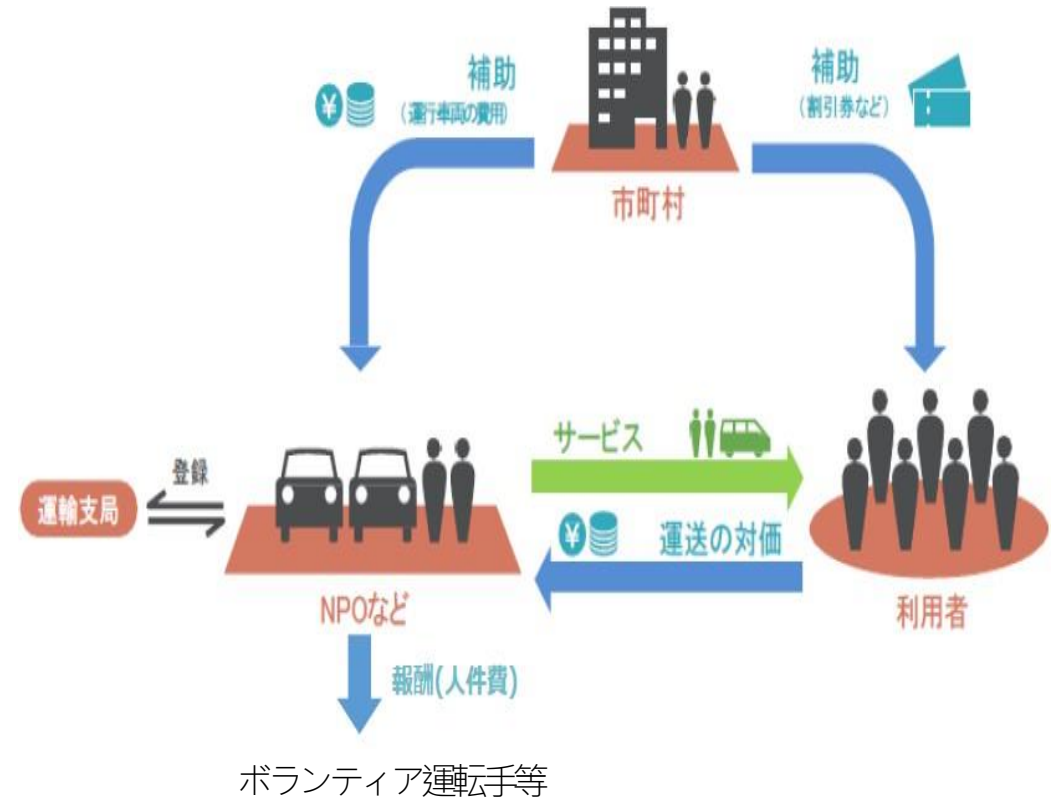 補助
（運行車両の費用）
補助
（割引券など）
市町村
サービス
登録
運輸支局
運送の対価
NPOなど
利用者
報酬(人件費)
ボランティア運転手等